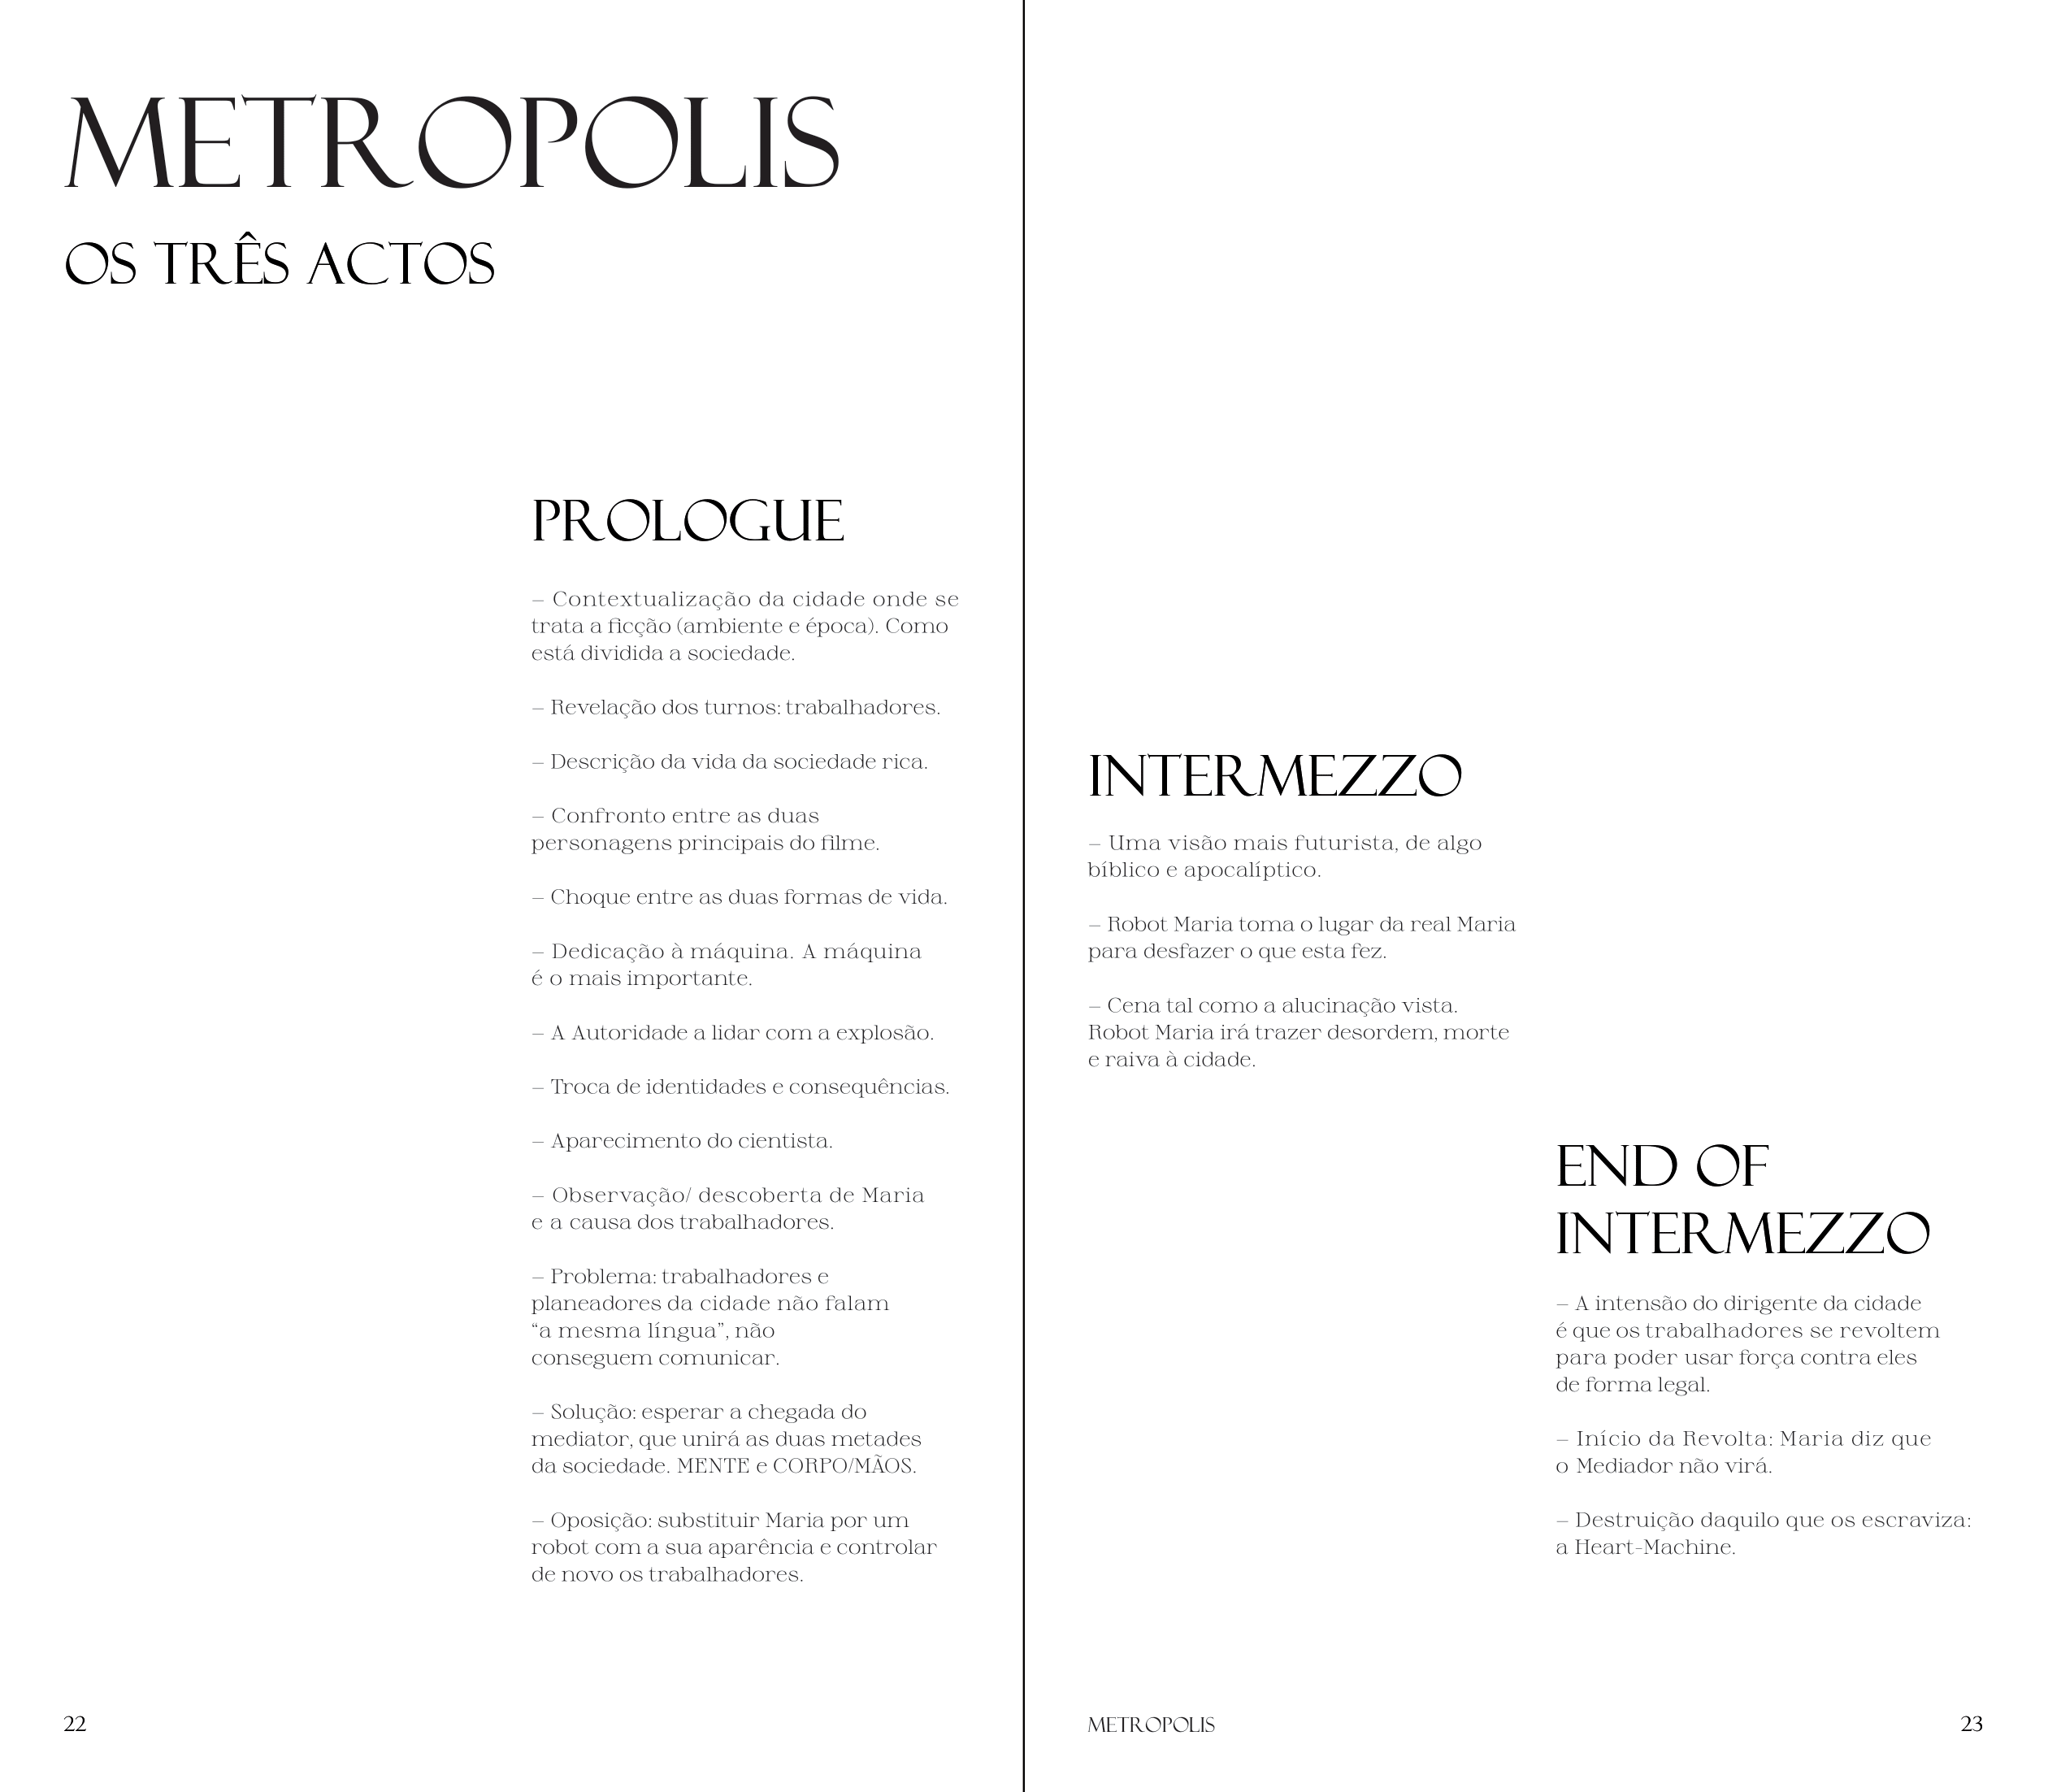 METROPOLIS
OS TRÊS ACTOS
PROLOGUE
– Contextualização da cidade onde se
trata a ficção (ambiente e época). Como
está dividida a sociedade.
– Revelação dos turnos: trabalhadores.
– Descrição da vida da sociedade rica.
– Confronto entre as duas
personagens principais do filme.
– Choque entre as duas formas de vida.
– Dedicação à máquina. A máquina
é o mais importante.
– A Autoridade a lidar com a explosão.
– Troca de identidades e consequências.
– Aparecimento do cientista.
– Observação/ descoberta de Maria
e a causa dos trabalhadores.
– Problema: trabalhadores e
planeadores da cidade não falam
“a mesma língua”, não
conseguem comunicar.
– Solução: esperar a chegada do
mediator, que unirá as duas metades
da sociedade. MENTE e CORPO/MÃOS.
– Oposição: substituir Maria por um
robot com a sua aparência e controlar
de novo os trabalhadores.
22
INTERMEZZO
– Uma visão mais futurista, de algo
bíblico e apocalíptico.
– Robot Maria toma o lugar da real Maria
para desfazer o que esta fez.
– Cena tal como a alucinação vista.
Robot Maria irá trazer desordem, morte
e raiva à cidade.
END OF
INTERMEZZO
– A intensão do dirigente da cidade
é que os trabalhadores se revoltem
para poder usar força contra eles
de forma legal.
– Início da Revolta: Maria diz que
o Mediador não virá.
– Destruição daquilo que os escraviza:
a Heart-Machine.
METROPOLIS
23